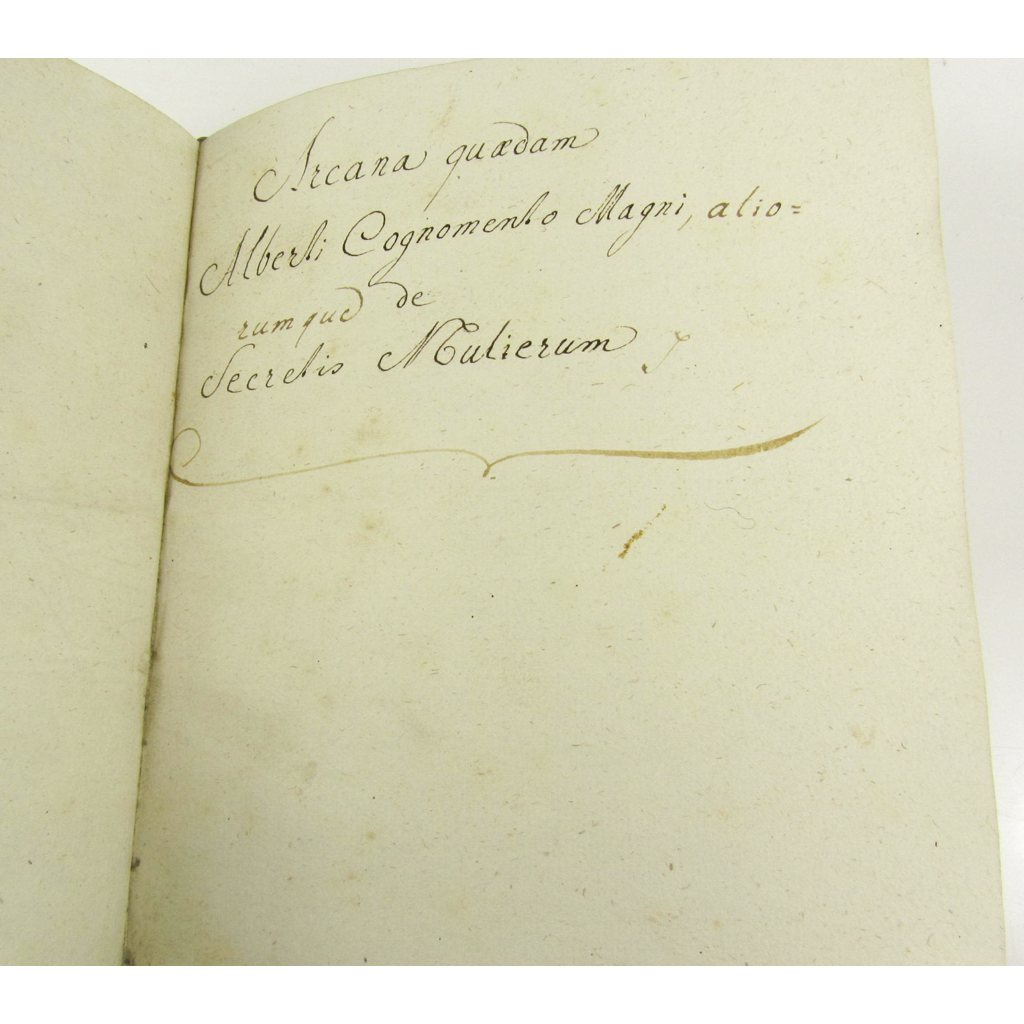 Arcana quædam
Alberti Cognomento Magni, alio=
rumque de
Secretis Mulierum